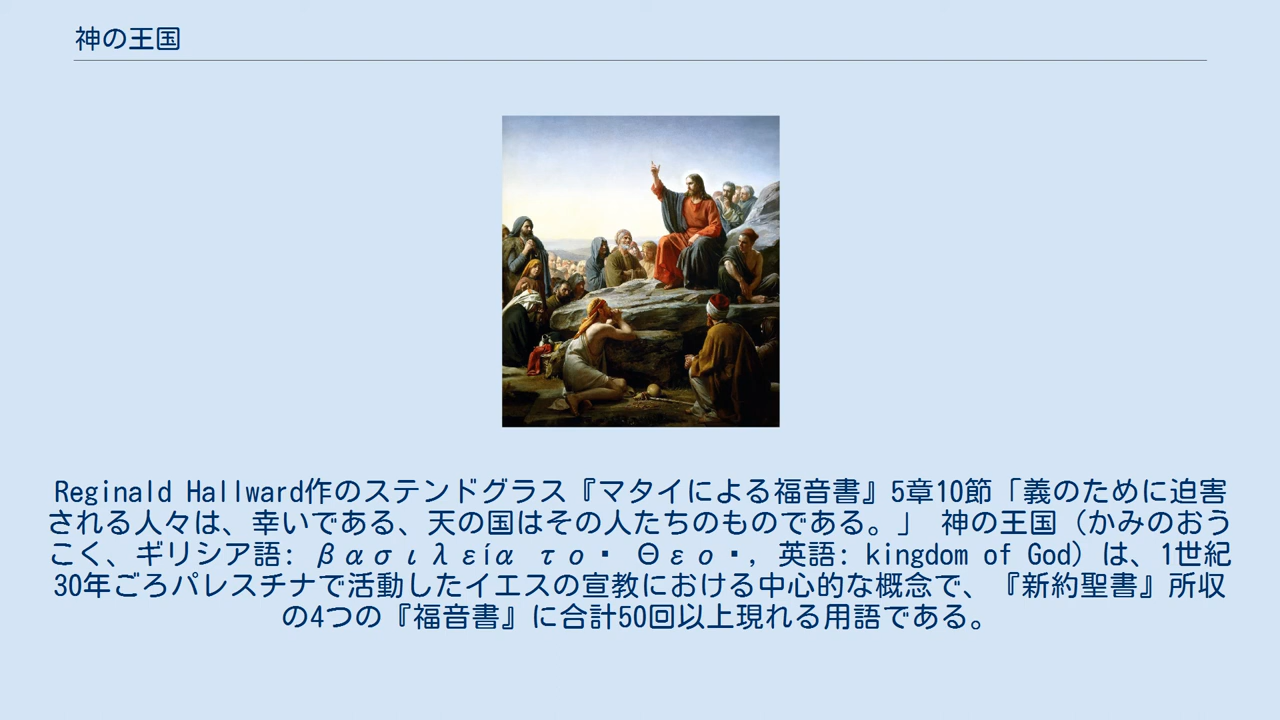 神の王国
Reginald Hallward作のステンドグラス『マタイによる福音書』5章10節「義のために迫害
される人々は、幸いである、天の国はその人たちのものである。」 神の王国（かみのおう
こく、ギリシア語: βασιλεία το▪ Θεο▪, 英語: kingdom of God）は、1世紀
30年ごろパレスチナで活動したイエスの宣教における中心的な概念で、『新約聖書』所収
の4つの『福音書』に合計50回以上現れる用語である。